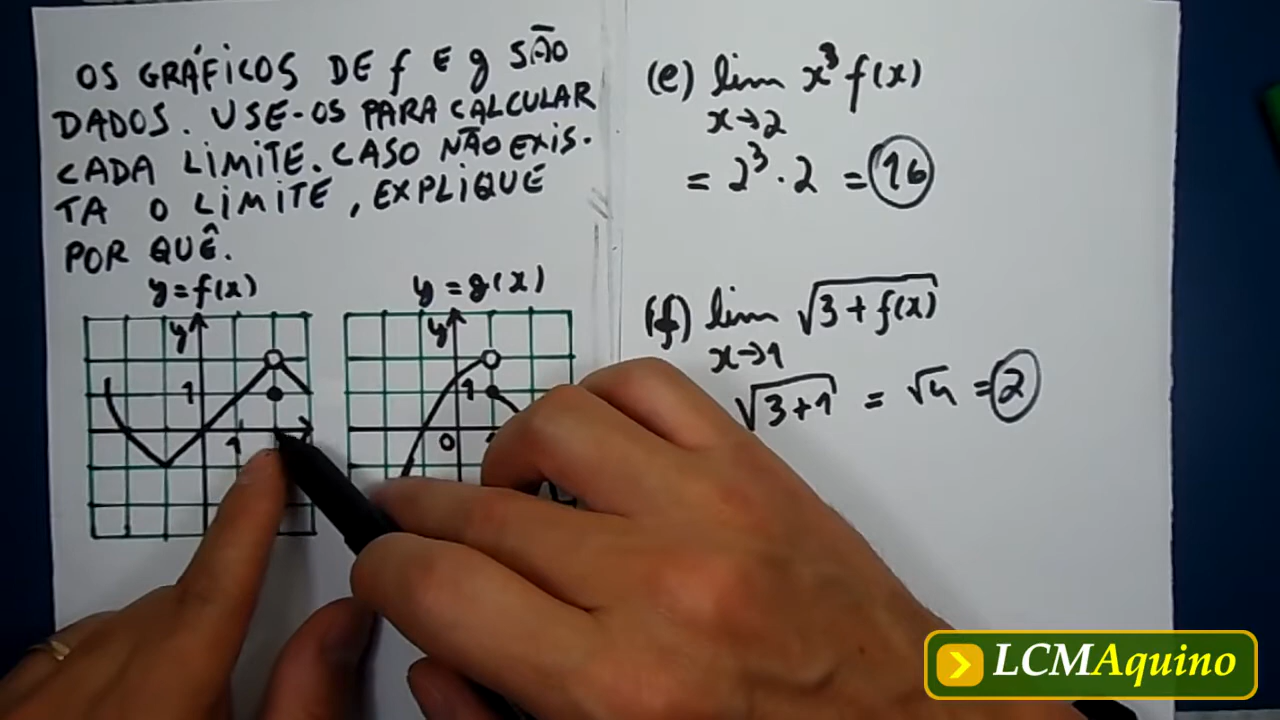 OS GRÁFICOS DE f E g SÃO
DADOS. USE-OS PARA CALCULAR
CADA LIMITE. CASO NÃO EXIS-
TA O LIMITE, EXPLIQUE
POR QUÊ.
y=f(x)
y
1
1
y=g(x)
y
1
0
(e) lim x³ f(x)
x→2
= 2³ · 2 = 16
(f) lim √3+f(x)
x→1
√3+1 = √4 = 2
LCMAquino